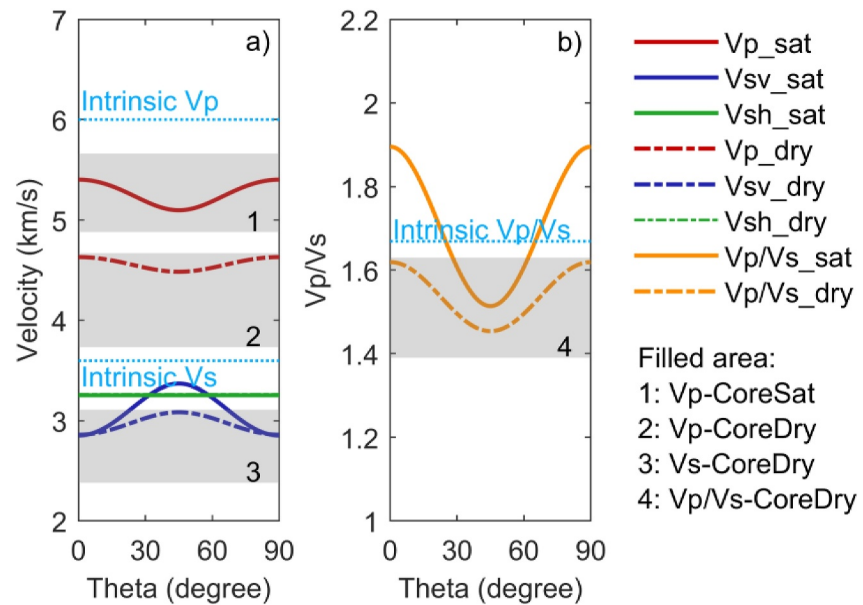 a)
7
6
5
4
3
2
Velocity (km/s)
Intrinsic Vp
1
2
Intrinsic Vs
3
0 30 60 90
Theta (degree)
b)
2.2
2
1.8
1.6
1.4
1.2
1
Vp/Vs
Intrinsic Vp/Vs
4
0 30 60 90
Theta (degree)
Vp_sat
Vsv_sat
Vsh_sat
Vp_dry
Vsv_dry
Vsh_dry
Vp/Vs_sat
Vp/Vs_dry
Filled area:
1: Vp-CoreSat
2: Vp-CoreDry
3: Vs-CoreDry
4: Vp/Vs-CoreDry